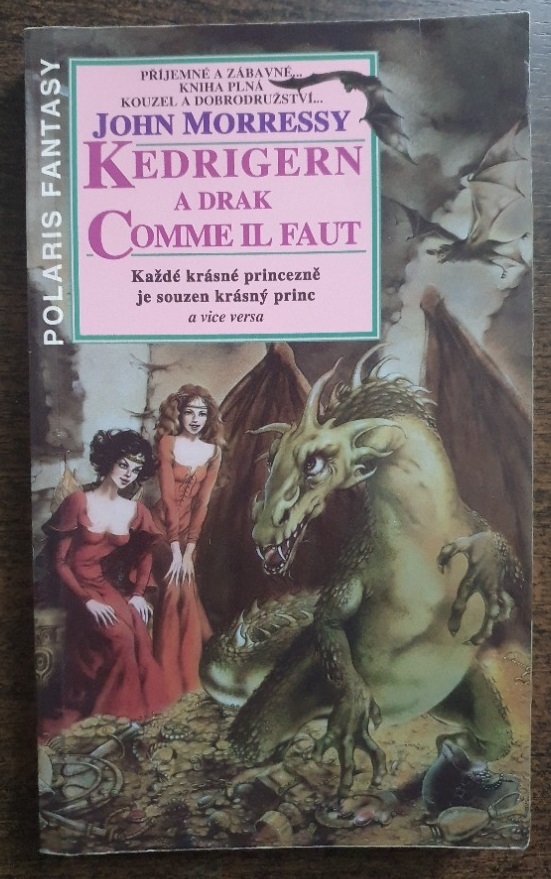 POLARIS FANTASY
PŘÍJEMNÉ A ZÁBAVNÉ...
KNIHA PLNÁ
KOUZEL A DOBRODRUŽSTVÍ...
JOHN MORRESSY
KEDRIGERN
A DRAK
COMME IL FAUT
Každé krásné princezně
je souzen krásný princ
a vice versa